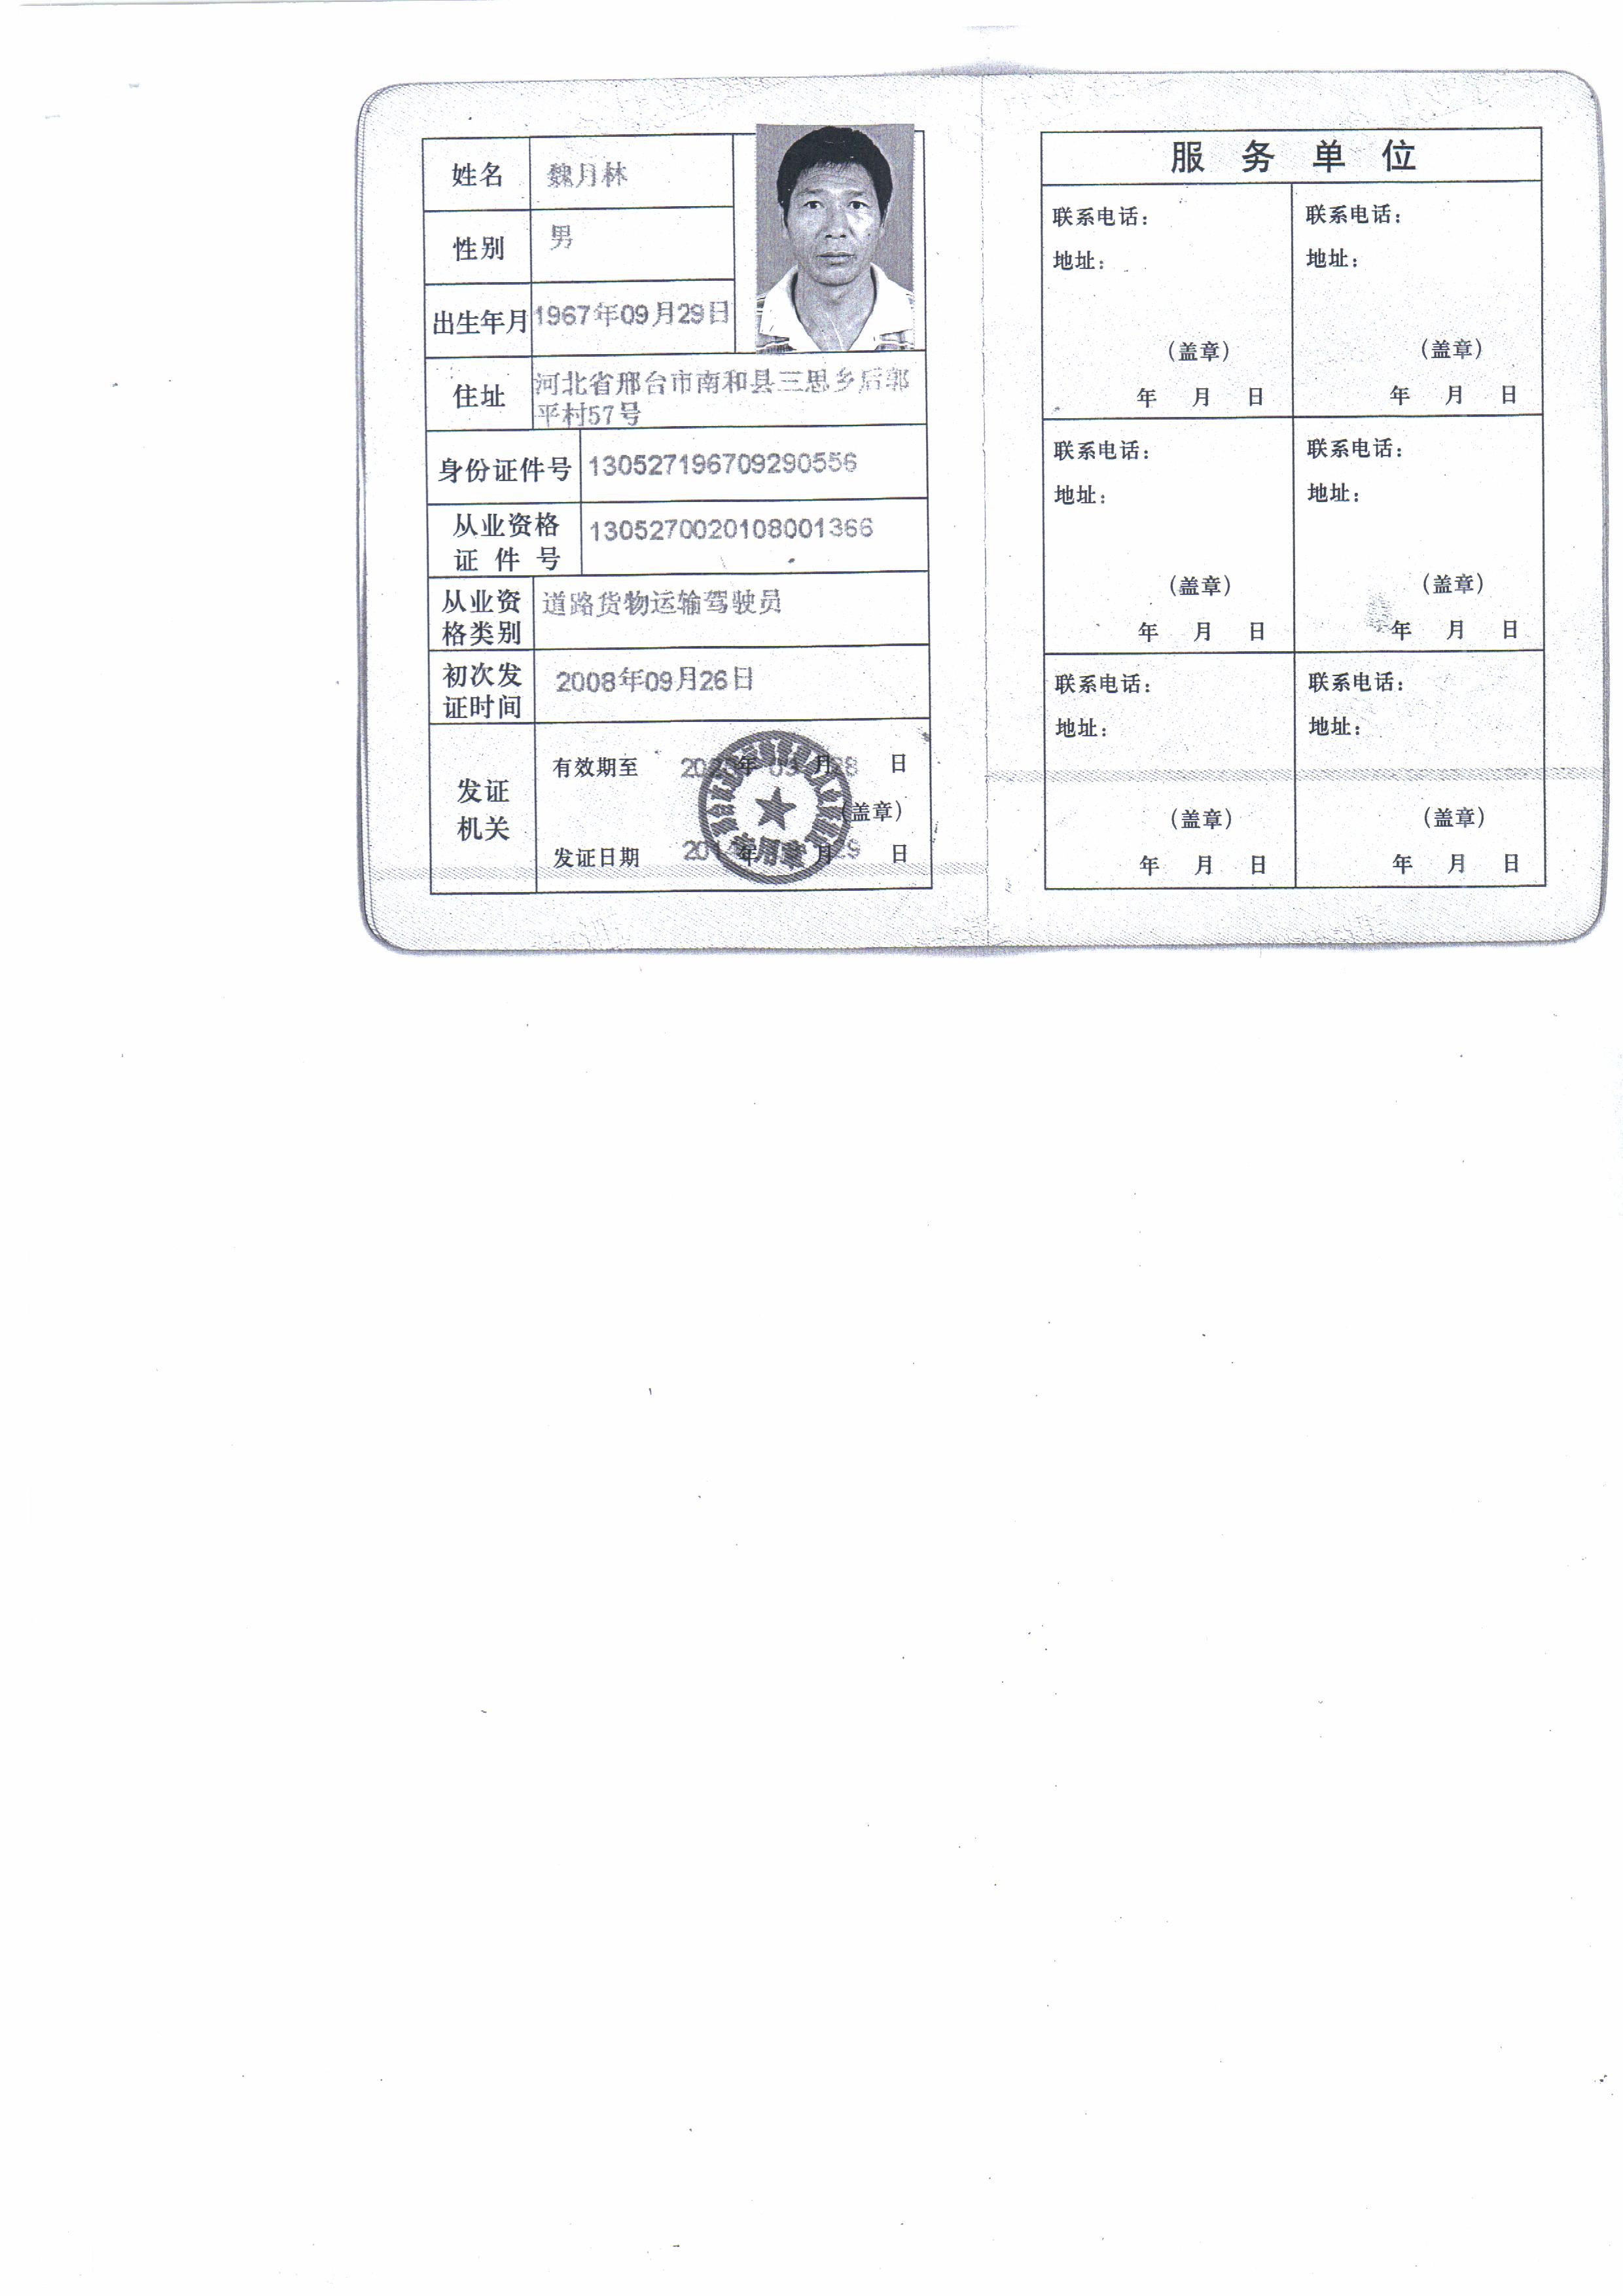 姓名 魏月林
性别 男
出生年月 1967年09月29日
住址 河北省邢台市南和县三思乡后郭
平村57号
身份证件号 130527196709290556
从业资格
证件号 1305270020108001366
从业资
格类别 道路货物运输驾驶员
初次发
证时间 2008年09月26日
发证
机关
有效期至 年 月28 日
(盖章)
发证日期 年 月29 日
专用章
服务单位
联系电话: 联系电话:
地址: 地址:
(盖章) (盖章)
年 月 日 年 月 日
联系电话: 联系电话:
地址: 地址:
(盖章) (盖章)
年 月 日 年 月 日
联系电话: 联系电话:
地址: 地址:
(盖章) (盖章)
年 月 日 年 月 日